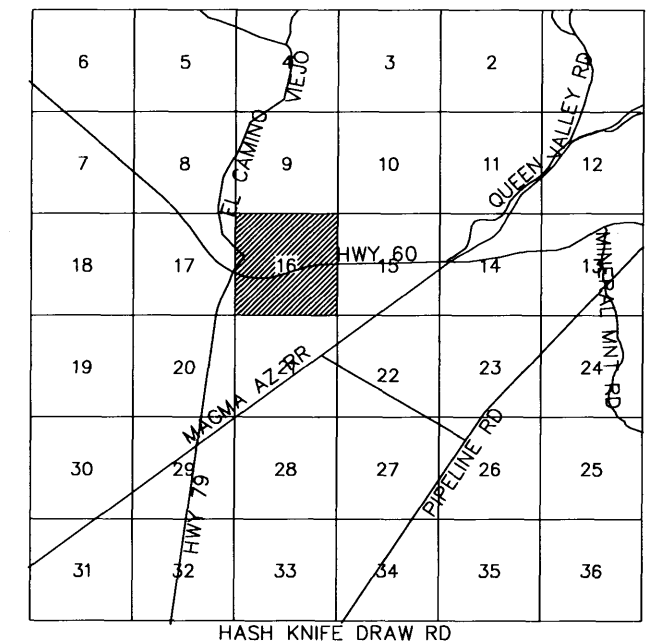 6 5 4 3 2
7 8 9 10 11 12
18 17 16 15 14 13
19 20 21 22 23 24
30 29 28 27 26 25
31 32 33 34 35 36
EL CAMINO VIEJO
QUEEN VALLEY RD
HWY 60
MINERAL MNT RD
MAGMA AZ RR
PIPELINE RD
HWY 79
HASH KNIFE DRAW RD